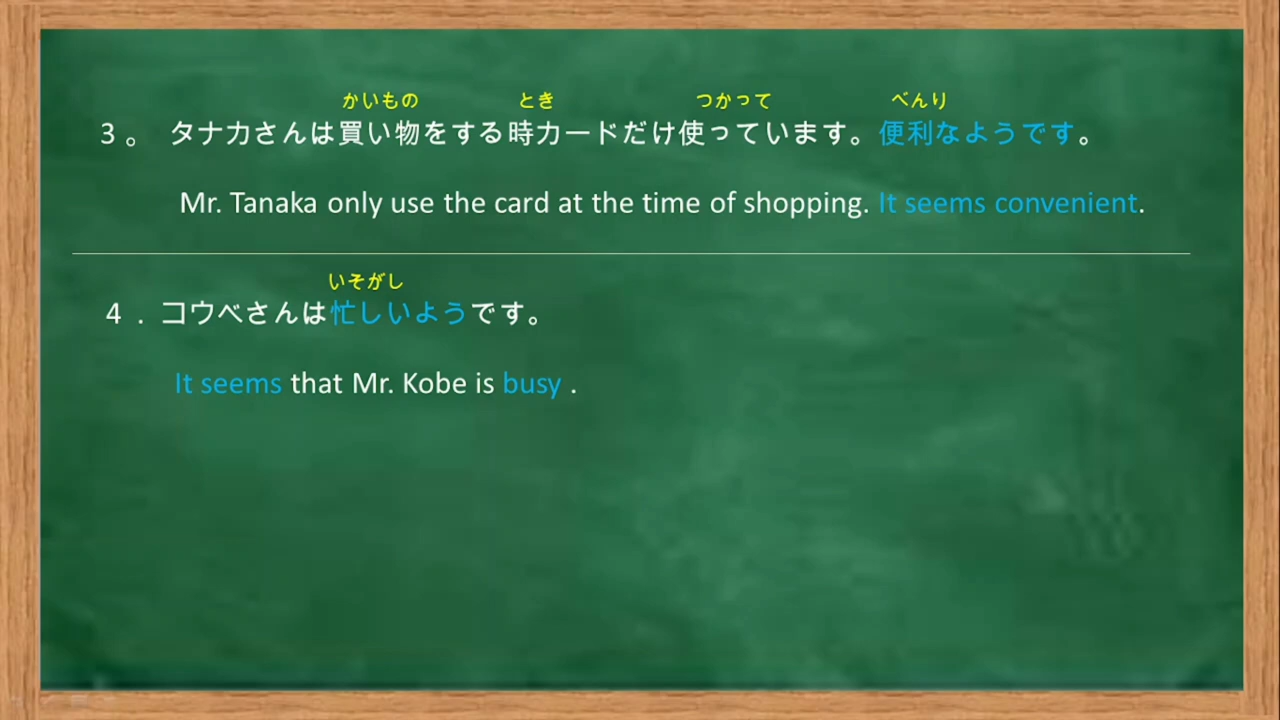 かいもの とき つかって べんり
3。 タナカさんは買い物をする時カードだけ使っています。便利なようです。
Mr. Tanaka only use the card at the time of shopping. It seems convenient.
いそがし
4．コウベさんは忙しいようです。
It seems that Mr. Kobe is busy .